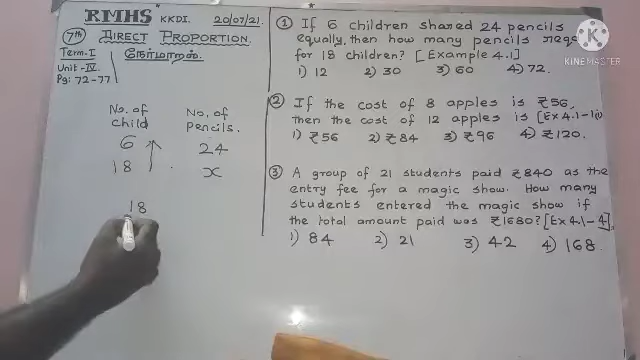 RMHS KKDI. 20/07/21.
7th DIRECT PROPORTION
Term-I நேர்மாறல்
Unit-IV
Pg: 72-77
No. of child
No. of Pencils.
6 24
18 x
18
① If 6 children shared 24 pencils
equally, then how many pencils
for 18 children? [Example 4.1]
1) 12 2) 30 3) 60 4) 72.
② If the cost of 8 apples is ₹56,
then the cost of 12 apples is
1) ₹56 2) ₹84 3) ₹96 4) ₹120.
③ A group of 21 students paid ₹840 as the
entry fee for a magic show. How many
students entered the magic show if
the total amount paid was ₹1680? [Ex 4.1-4]
1) 84 2) 21 3) 42 4) 168.
K
KINEMASTER